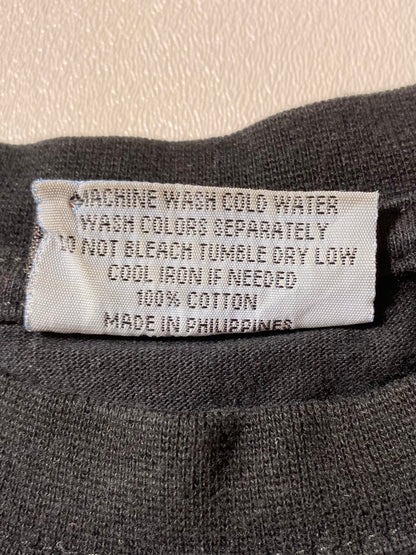 MACHINE WASH COLD WATER
WASH COLORS SEPARATELY
DO NOT BLEACH TUMBLE DRY LOW
COOL IRON IF NEEDED
100% COTTON
MADE IN PHILIPPINES